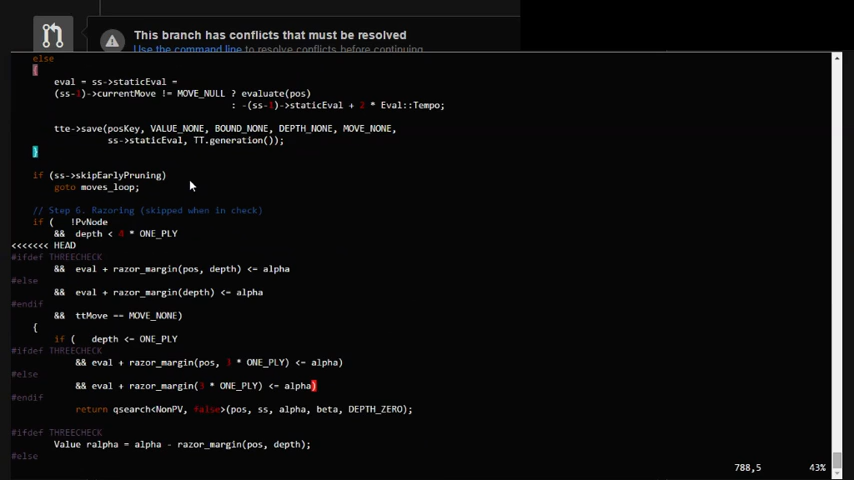 This branch has conflicts that must be resolved
Use the command line to resolve conflicts before continuing.
else
{
eval = ss->staticEval =
(ss-1)->currentMove != MOVE_NULL ? evaluate(pos)
: -(ss-1)->staticEval + 2 * Eval::Tempo;
tte->save(posKey, VALUE_NONE, BOUND_NONE, DEPTH_NONE, MOVE_NONE,
ss->staticEval, TT.generation());
}
if (ss->skipEarlyPruning)
goto moves_loop;
// Step 6. Razoring (skipped when in check)
if (   !PvNode
&&  depth < 4 * ONE_PLY
<<<<<<< HEAD
#ifdef THREECHECK
&&  eval + razor_margin(pos, depth) <= alpha
#else
&&  eval + razor_margin(depth) <= alpha
#endif
&&  ttMove == MOVE_NONE)
{
if (   depth <= ONE_PLY
#ifdef THREECHECK
&& eval + razor_margin(pos, 3 * ONE_PLY) <= alpha)
#else
&& eval + razor_margin(3 * ONE_PLY) <= alpha)
#endif
return qsearch<NonPV, false>(pos, ss, alpha, beta, DEPTH_ZERO);
#ifdef THREECHECK
Value ralpha = alpha - razor_margin(pos, depth);
#else
788,5 43%